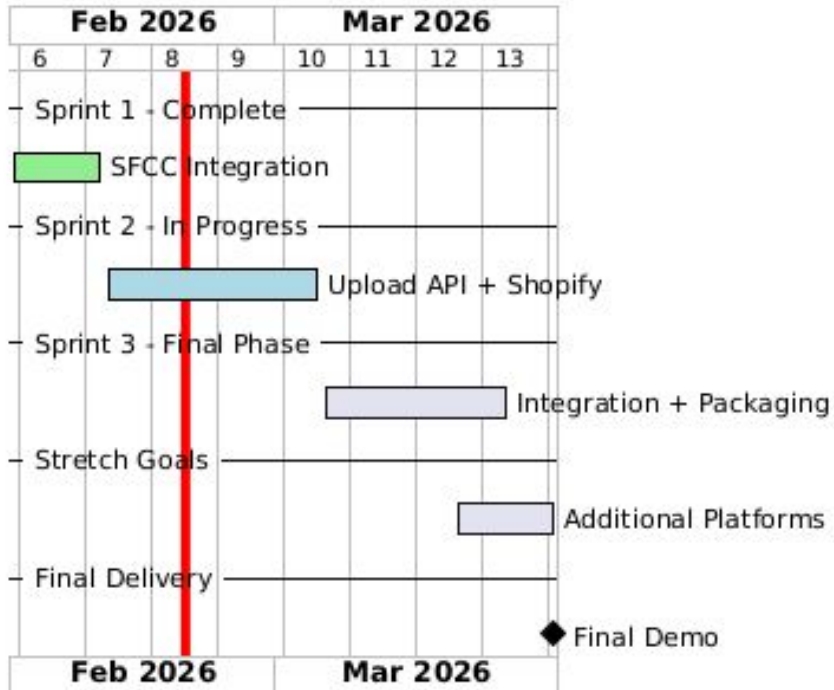 Feb 2026 Mar 2026
6 7 8 9 10 11 12 13
Sprint 1 - Complete
SFCC Integration
Sprint 2 - In Progress
Upload API + Shopify
Sprint 3 - Final Phase
Integration + Packaging
Stretch Goals
Additional Platforms
Final Delivery
Final Demo
Feb 2026 Mar 2026